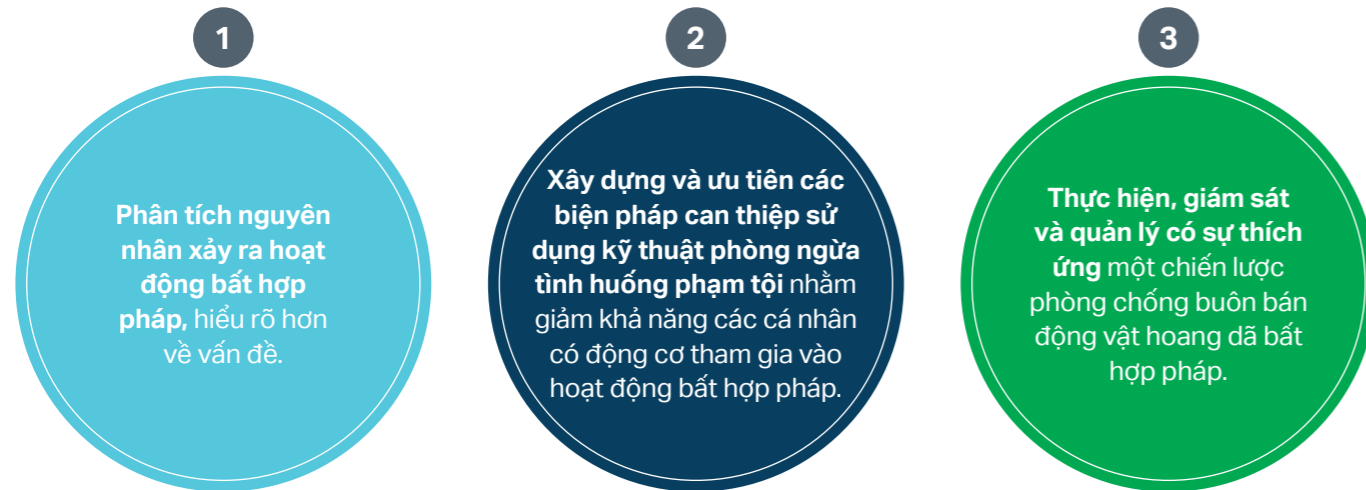 1
Phân tích nguyên
nhân xảy ra hoạt
động bất hợp
pháp, hiểu rõ hơn
về vấn đề.
2
Xây dựng và ưu tiên các
biện pháp can thiệp sử
dụng kỹ thuật phòng ngừa
tình huống phạm tội nhằm
giảm khả năng các cá nhân
có động cơ tham gia vào
hoạt động bất hợp pháp.
3
Thực hiện, giám sát
và quản lý có sự thích
ứng một chiến lược
phòng chống buôn bán
động vật hoang dã bất
hợp pháp.